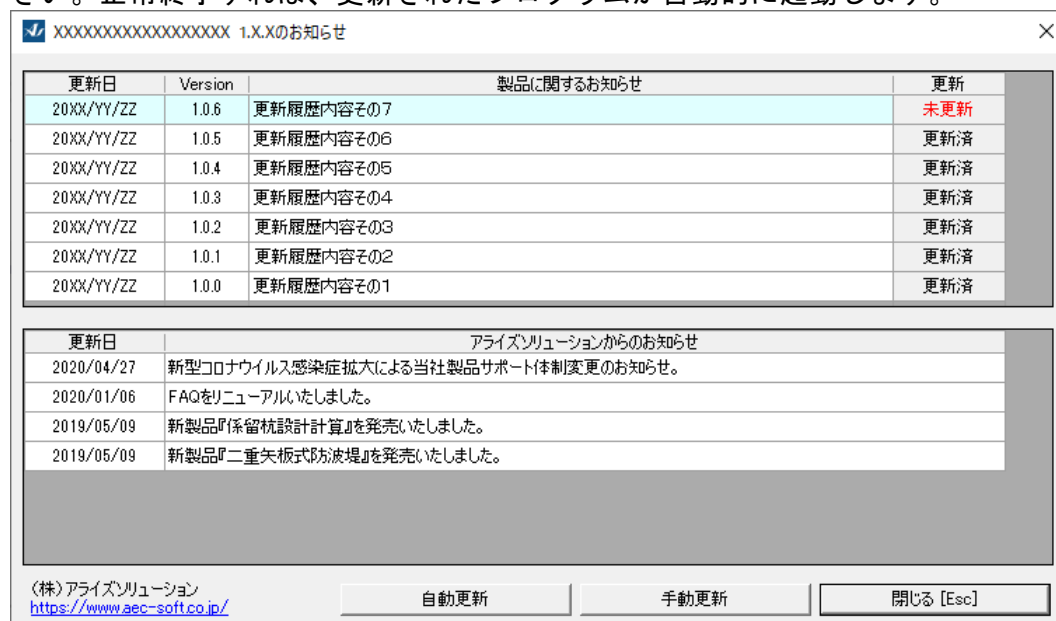 さい。正常終了すれば、更新されたプログラムが自動的に起動します。
XXXXXXXXXXXXXXXXXX 1.X.Xのお知らせ
更新日 Version 製品に関するお知らせ 更新
20XX/YY/ZZ 1.0.6 更新履歴内容その7 未更新
20XX/YY/ZZ 1.0.5 更新履歴内容その6 更新済
20XX/YY/ZZ 1.0.4 更新履歴内容その5 更新済
20XX/YY/ZZ 1.0.3 更新履歴内容その4 更新済
20XX/YY/ZZ 1.0.2 更新履歴内容その3 更新済
20XX/YY/ZZ 1.0.1 更新履歴内容その2 更新済
20XX/YY/ZZ 1.0.0 更新履歴内容その1 更新済
更新日 アライズソリューションからのお知らせ
2020/04/27 新型コロナウイルス感染症拡大による当社製品サポート体制変更のお知らせ。
2020/01/06 FAQをリニューアルいたしました。
2019/05/09 新製品『係留杭設計計算』を発売いたしました。
2019/05/09 新製品『二重矢板式防波堤』を発売いたしました。
(株)アライズソリューション
https://www.aec-soft.co.jp/
自動更新 手動更新 閉じる [Esc]